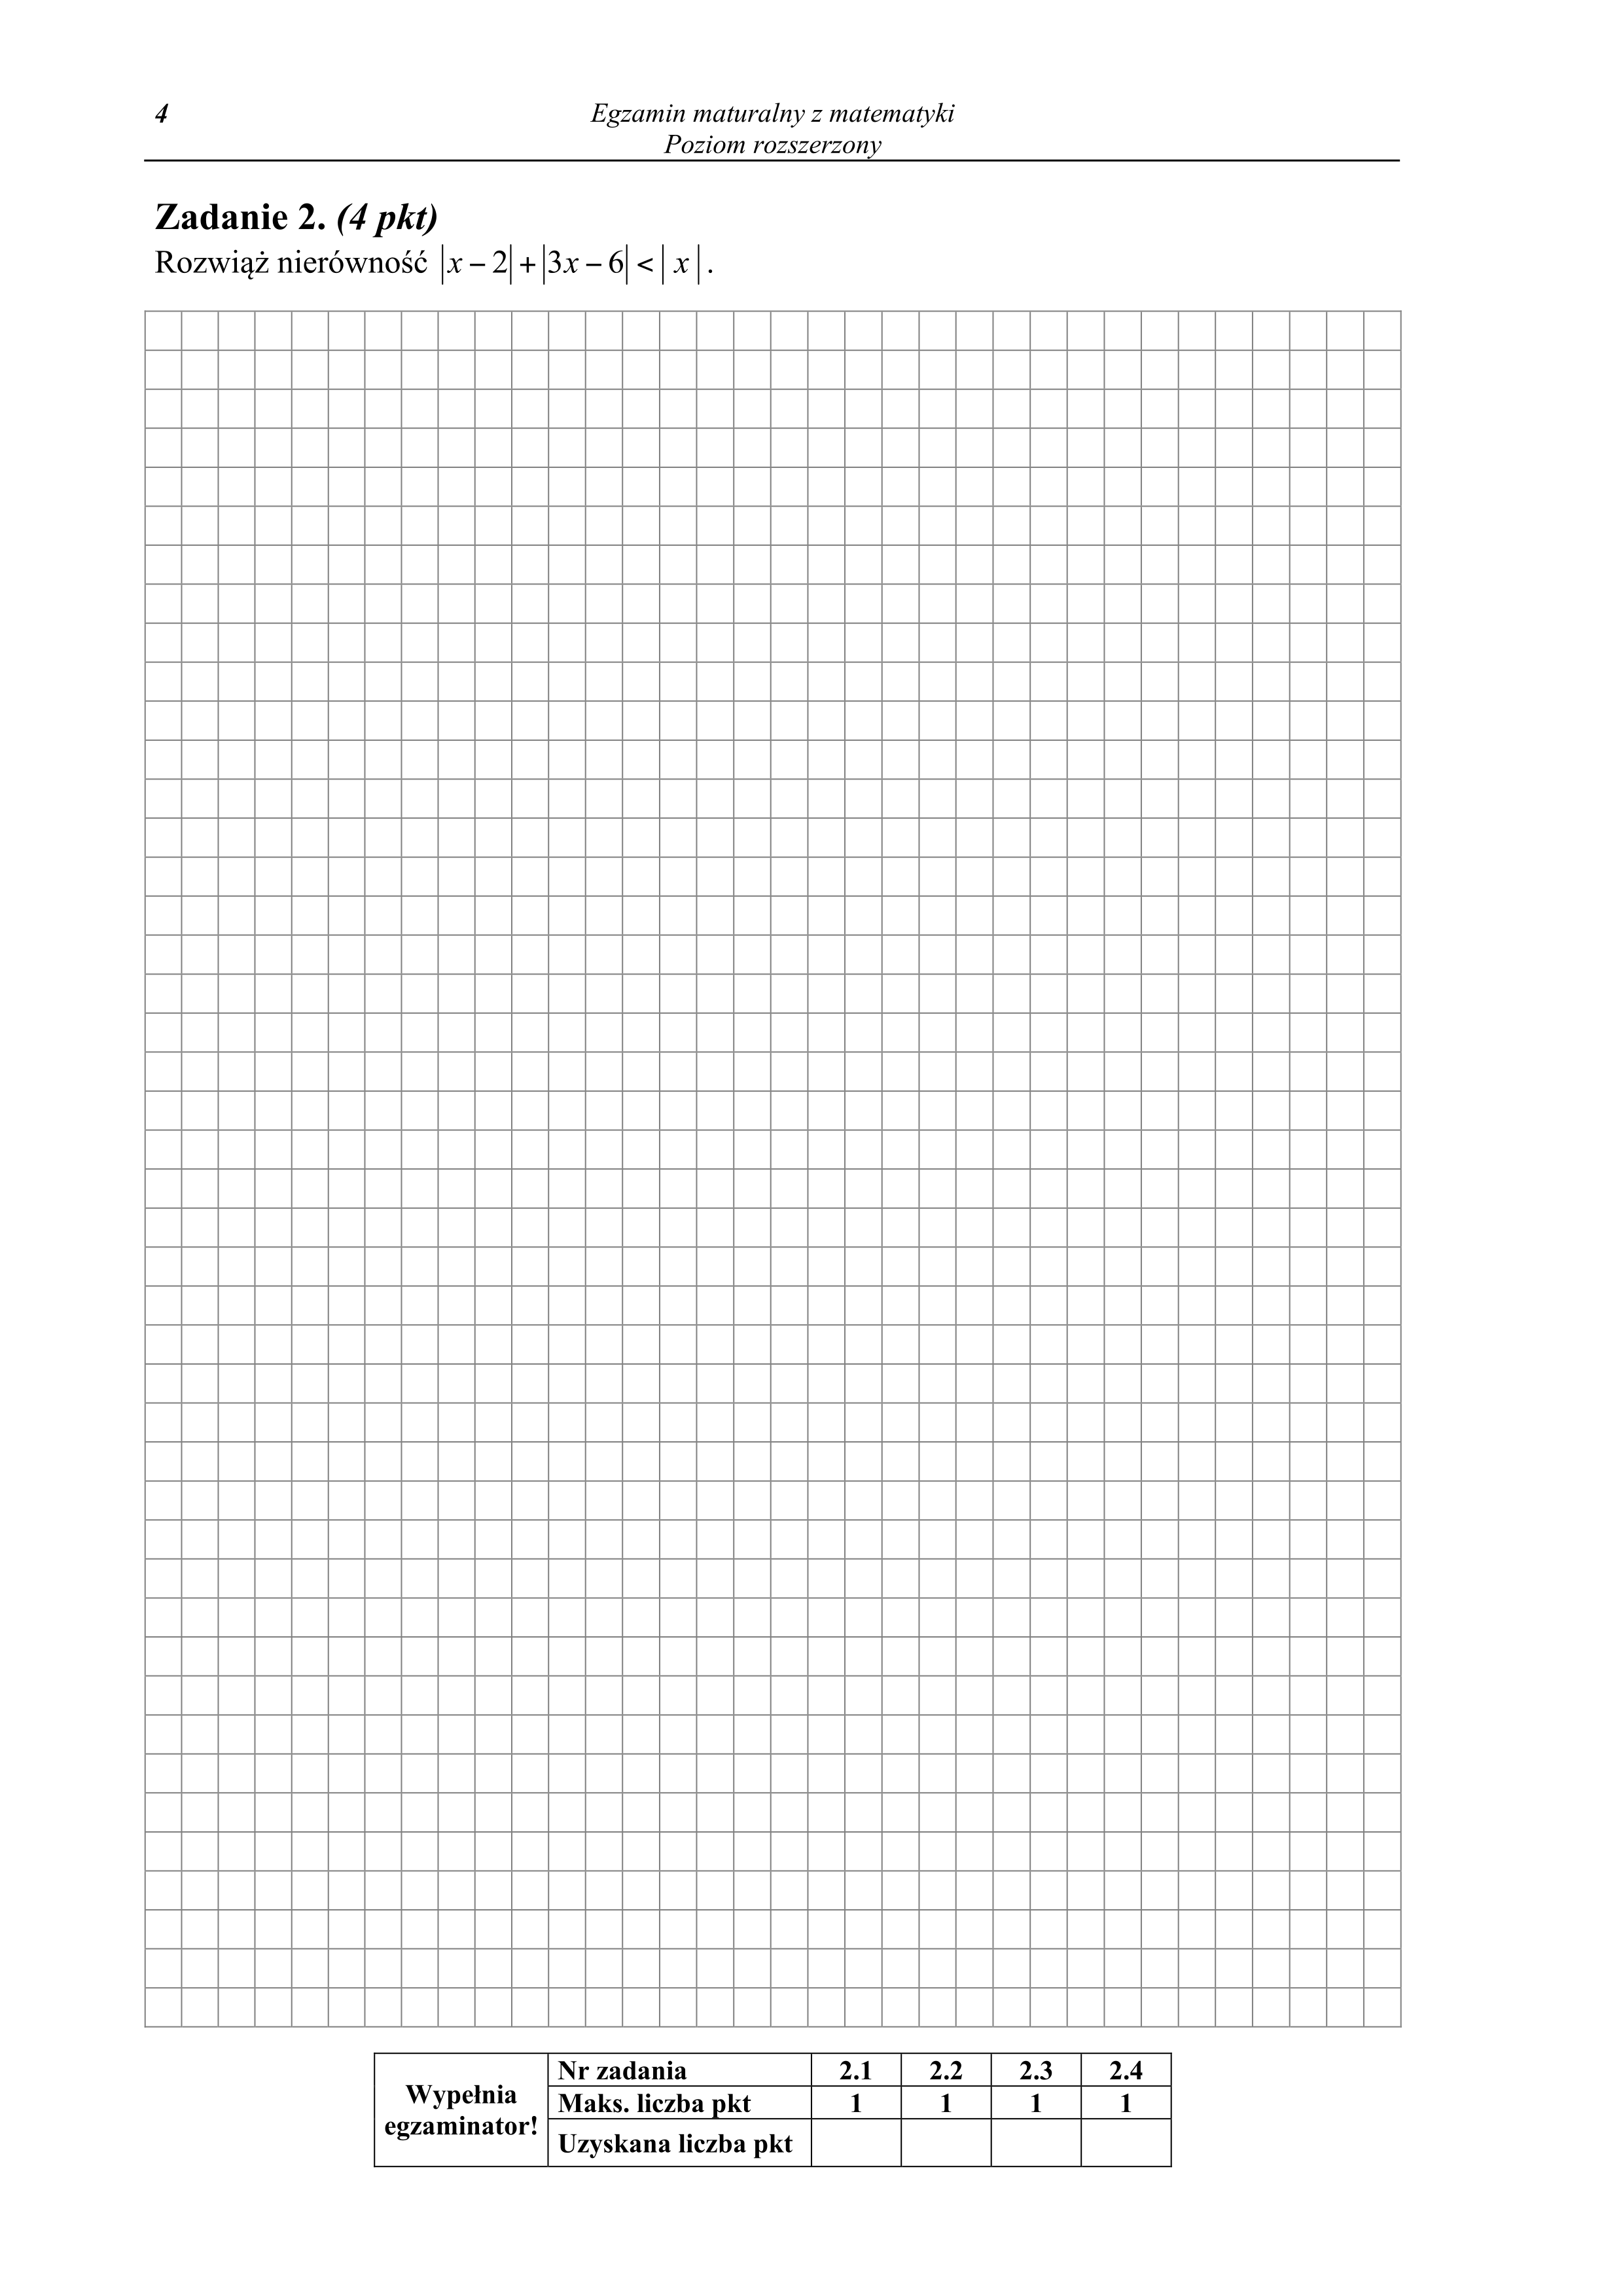 4
Egzamin maturalny z matematyki
Poziom rozszerzony
Zadanie 2. (4 pkt)
Rozwiąż nierówność |x − 2| + |3x − 6| < | x | .
Wypełnia
egzaminator!
Nr zadania 2.1 2.2 2.3 2.4
Maks. liczba pkt 1 1 1 1
Uzyskana liczba pkt